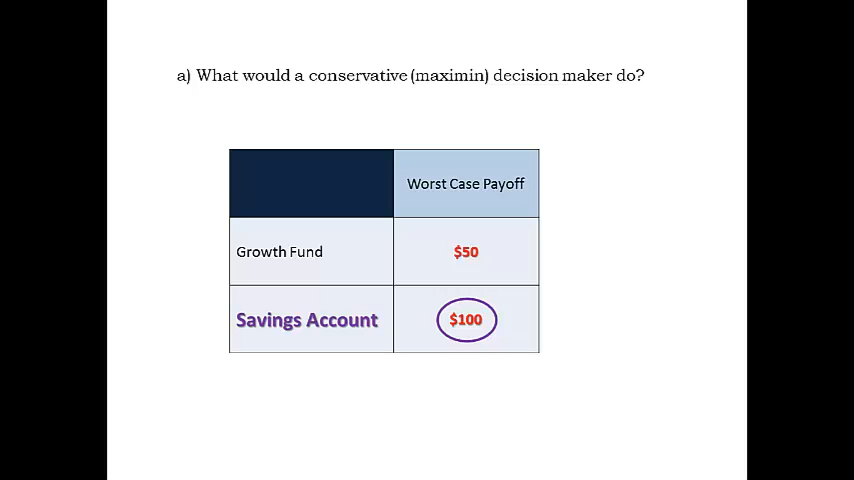 a) What would a conservative (maximin) decision maker do?
Worst Case Payoff
Growth Fund $50
Savings Account $100